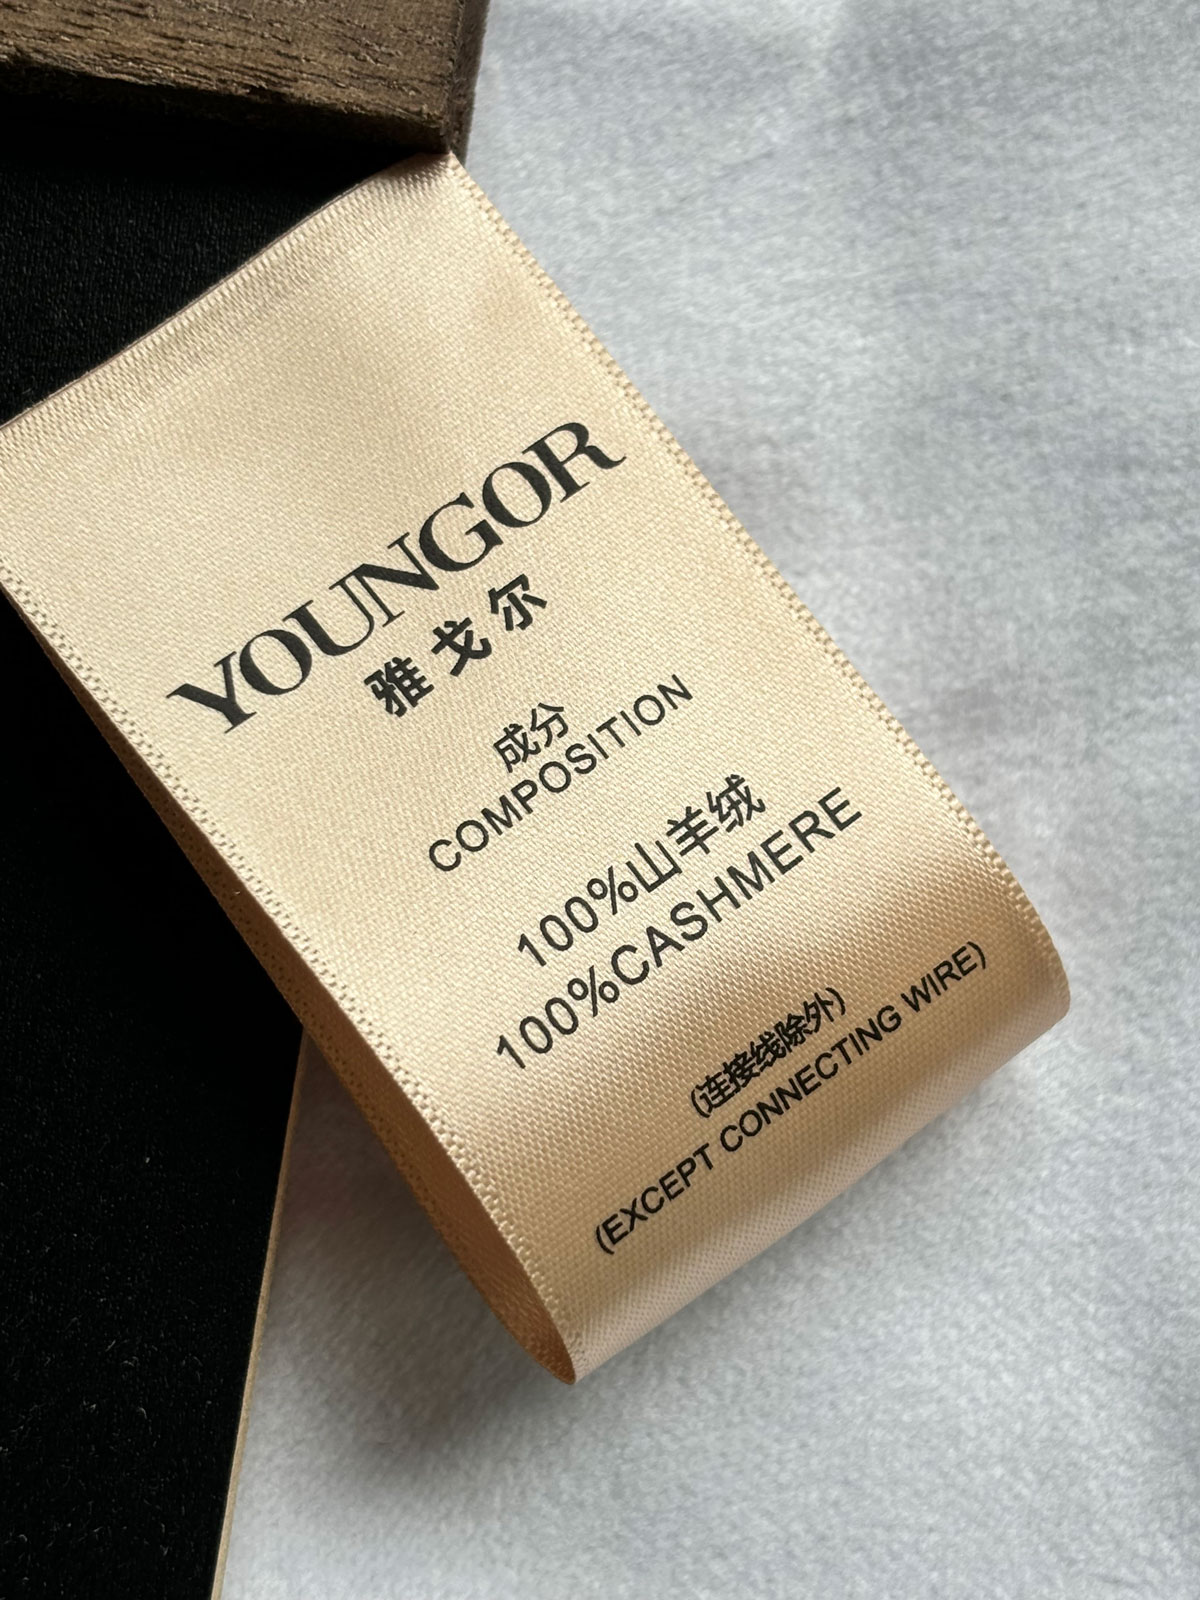 YOUNGOR
雅戈尔
成分
COMPOSITION
100%山羊绒
100%CASHMERE
(连接线除外)
(EXCEPT CONNECTING WIRE)